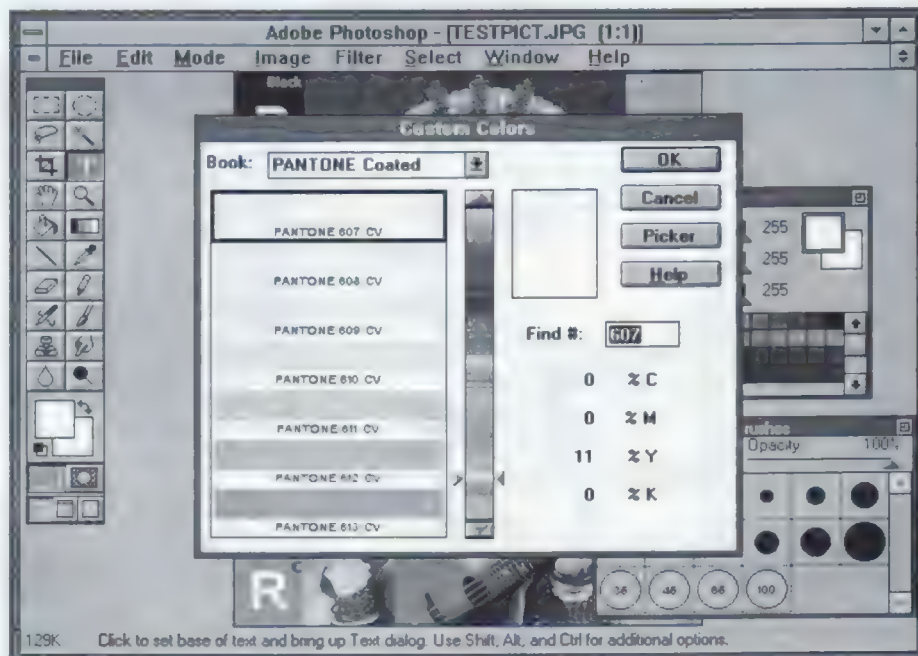 Adobe Photoshop - [TESTPICT.JPG (1:1)]
File Edit Mode Image Filter Select Window Help
Black
R
Custom Colors
Book: PANTONE Coated
OK
Cancel
Picker
Help
PANTONE 607 CV
PANTONE 608 CV
PANTONE 609 CV
PANTONE 610 CV
PANTONE 611 CV
PANTONE 612 CV
PANTONE 613 CV
Find #: 607
0 % C
0 % M
11 % Y
0 % K
255
255
255
rushes
Opacity 100%
35 45 65 100
C
R
129K Click to set base of text and bring up Text dialog. Use Shift, Alt, and Ctrl for additional options.